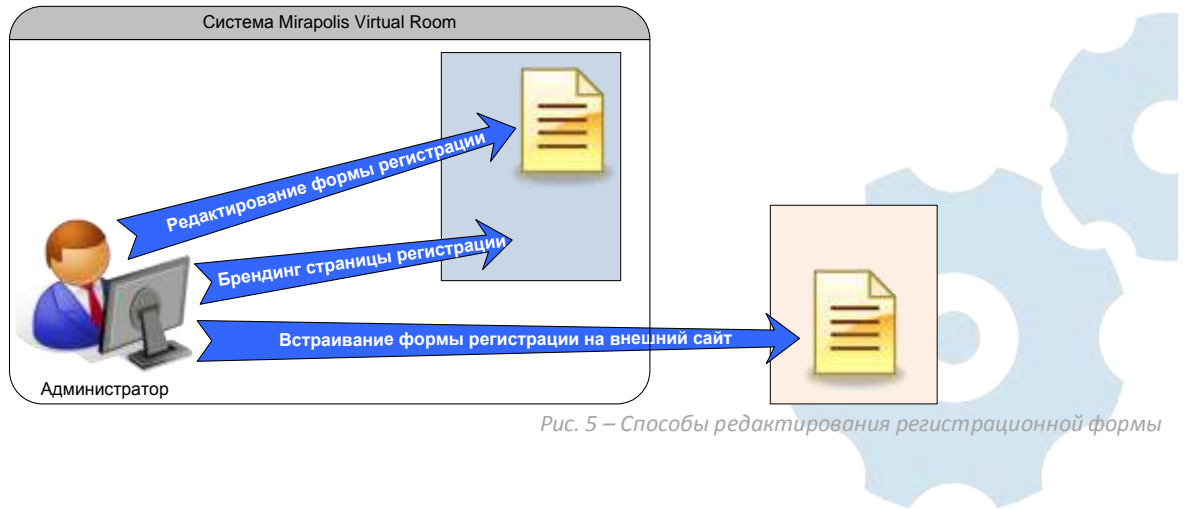 Система Mirapolis Virtual Room
Редактирование формы регистрации
Брендинг страницы регистрации
Встраивание формы регистрации на внешний сайт
Администратор
Рис. 5 – Способы редактирования регистрационной формы